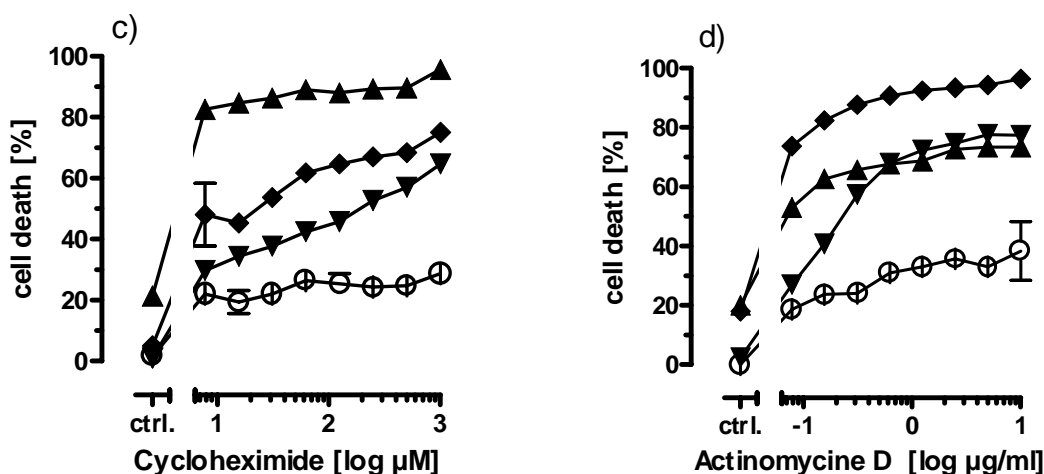 c)
100
80
60
40
20
0
cell death [%]
ctrl. 1 2 3
Cycloheximide [log µM]
d)
100
80
60
40
20
0
cell death [%]
ctrl. -1 0 1
Actinomycine D [log µg/ml]